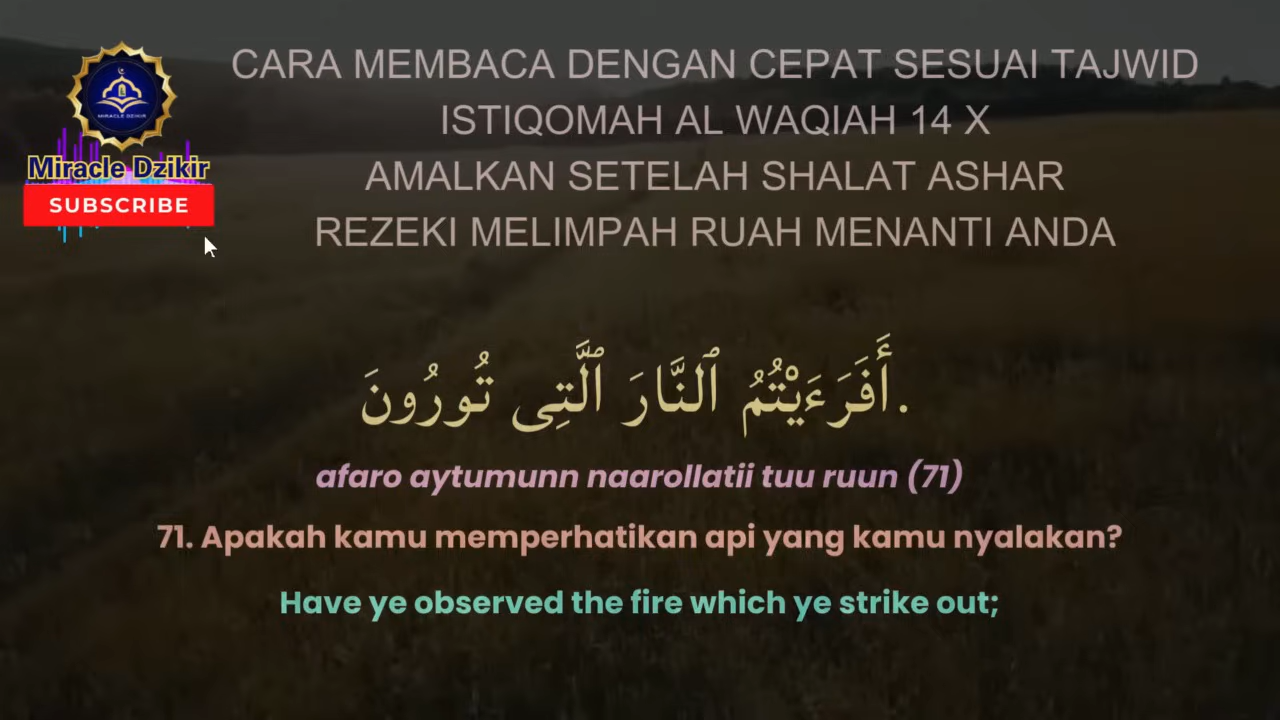 CARA MEMBACA DENGAN CEPAT SESUAI TAJWID
ISTIQOMAH AL WAQIAH 14 X
AMALKAN SETELAH SHALAT ASHAR
REZEKI MELIMPAH RUAH MENANTI ANDA
MIRACLE DZIKIR
Miracle Dzikir
SUBSCRIBE
أَفَرَءَيْتُمُ ٱلنَّارَ ٱلَّتِى تُورُونَ.
afaro aytumunn naarollatii tuu ruun (71)
71. Apakah kamu memperhatikan api yang kamu nyalakan?
Have ye observed the fire which ye strike out;